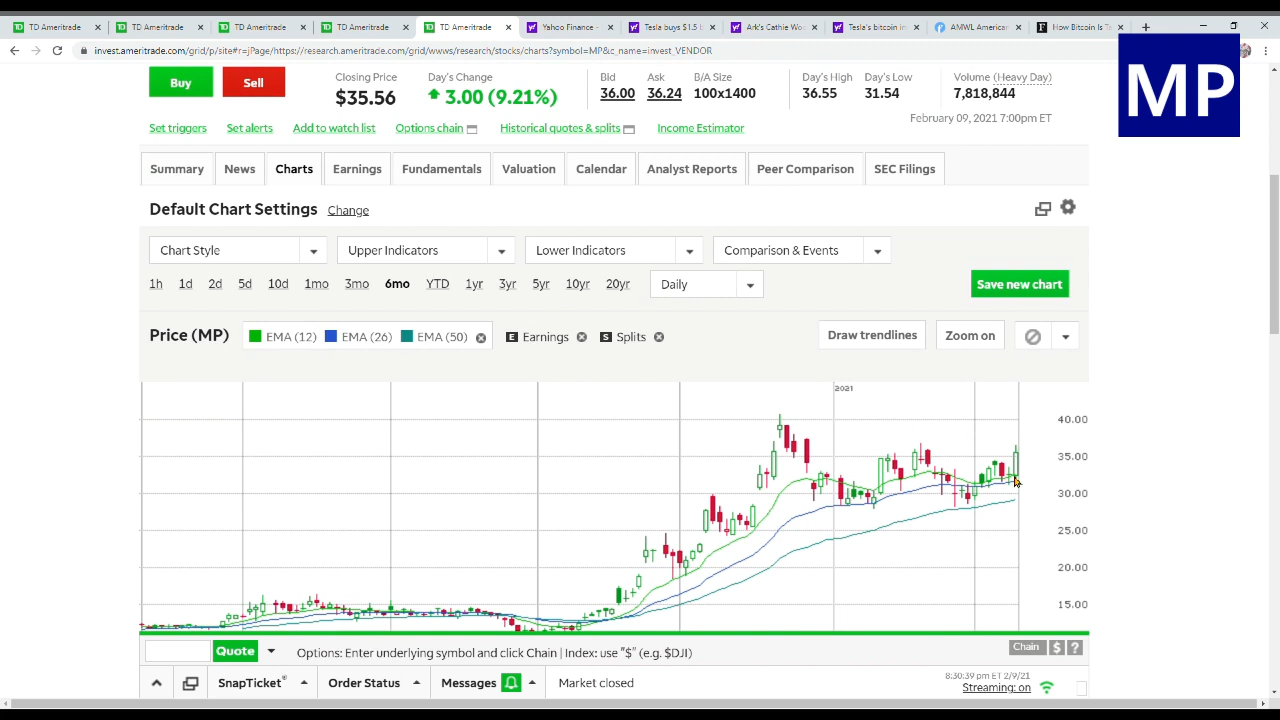 TD Ameritrade TD Ameritrade TD Ameritrade TD Ameritrade TD Ameritrade Yahoo Finance - Tesla buys $1.5 b Ark's Cathie Woo Tesla's bitcoin in AMWL American How Bitcoin Is T
invest.ameritrade.com/grid/p/site#r=jPage/https://research.ameritrade.com/grid/wwws/research/stocks/charts?symbol=MP&c_name=invest_VENDOR
MP
Buy Sell Closing Price Day's Change Bid Ask B/A Size Day's High Day's Low Volume (Heavy Day)
$35.56 3.00 (9.21%) 36.00 36.24 100x1400 36.55 31.54 7,818,844
February 09, 2021 7:00pm ET
Set triggers Set alerts Add to watch list Options chain Historical quotes & splits Income Estimator
Summary News Charts Earnings Fundamentals Valuation Calendar Analyst Reports Peer Comparison SEC Filings
Default Chart Settings Change
Chart Style Upper Indicators Lower Indicators Comparison & Events
1h 1d 2d 5d 10d 1mo 3mo 6mo YTD 1yr 3yr 5yr 10yr 20yr Daily Save new chart
Price (MP) EMA (12) EMA (26) EMA (50) E Earnings S Splits Draw trendlines Zoom on
2021
40.00
35.00
30.00
25.00
20.00
15.00
Quote Options: Enter underlying symbol and click Chain | Index: use "$" (e.g. $DJI) Chain $ ?
SnapTicket® Order Status Messages Market closed 8:30:39 pm ET 2/9/21
Streaming: on